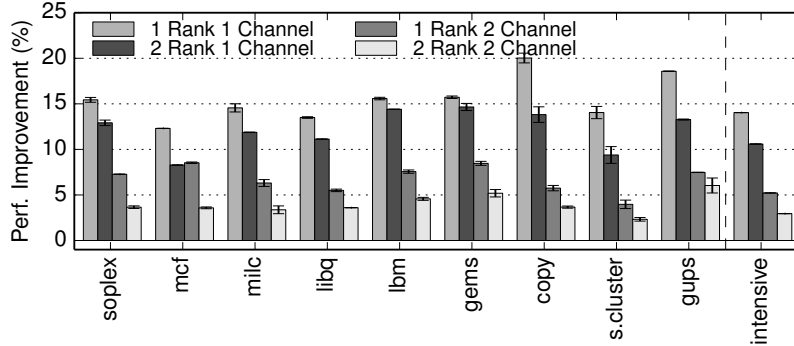 25
20
15
10
5
0
Perf. Improvement (%)
1 Rank 1 Channel
2 Rank 1 Channel
1 Rank 2 Channel
2 Rank 2 Channel
soplex
mcf
milc
libq
lbm
gems
copy
s.cluster
gups
intensive